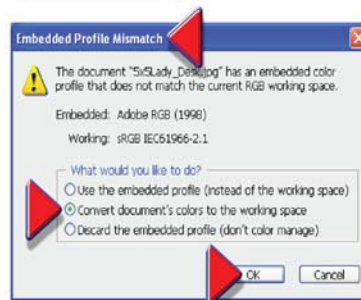 Embedded Profile Mismatch
The document "5x5Lady_Desk.jpg" has an embedded color
profile that does not match the current RGB working space.
Embedded: Adobe RGB (1998)
Working: sRGB IEC61966-2.1
What would you like to do?
Use the embedded profile (instead of the working space)
Convert document's colors to the working space
Discard the embedded profile (don't color manage)
OK Cancel